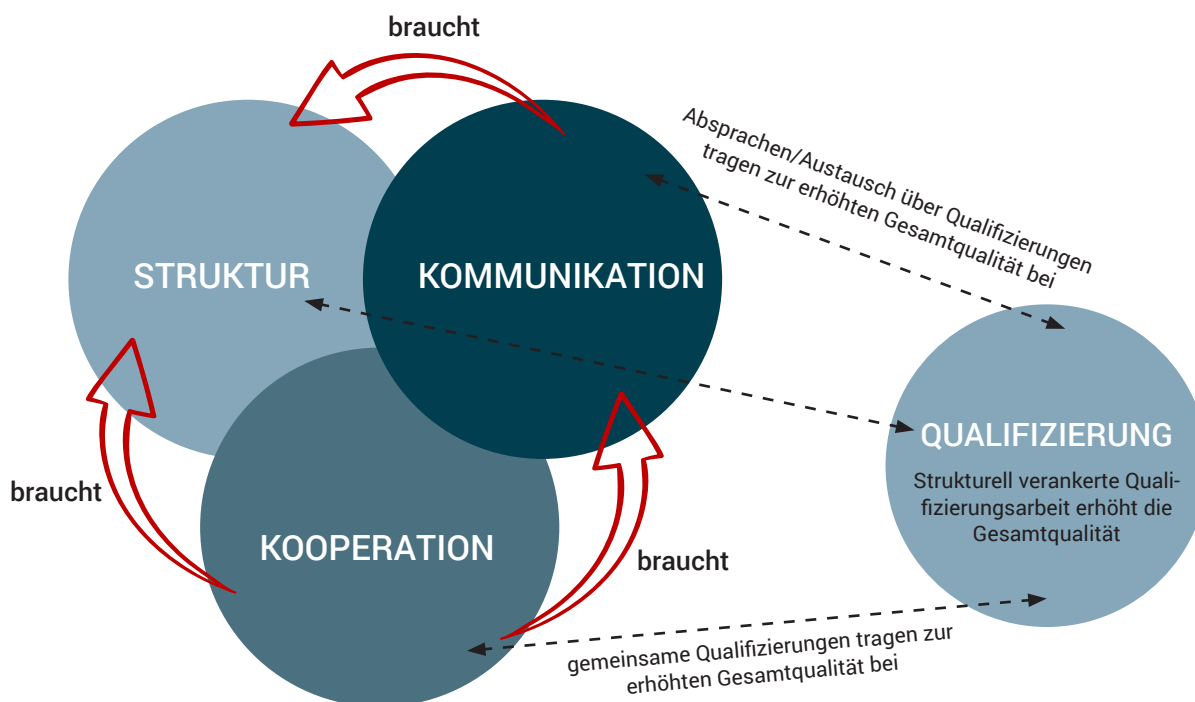 braucht
Absprachen/Austausch über Qualifizierungen
tragen zur erhöhten Gesamtqualität bei
STRUKTUR
KOMMUNIKATION
QUALIFIZIERUNG
Strukturell verankerte Quali-
fizierungsarbeit erhöht die
Gesamtqualität
braucht
KOOPERATION
braucht
gemeinsame Qualifizierungen tragen zur
erhöhten Gesamtqualität bei